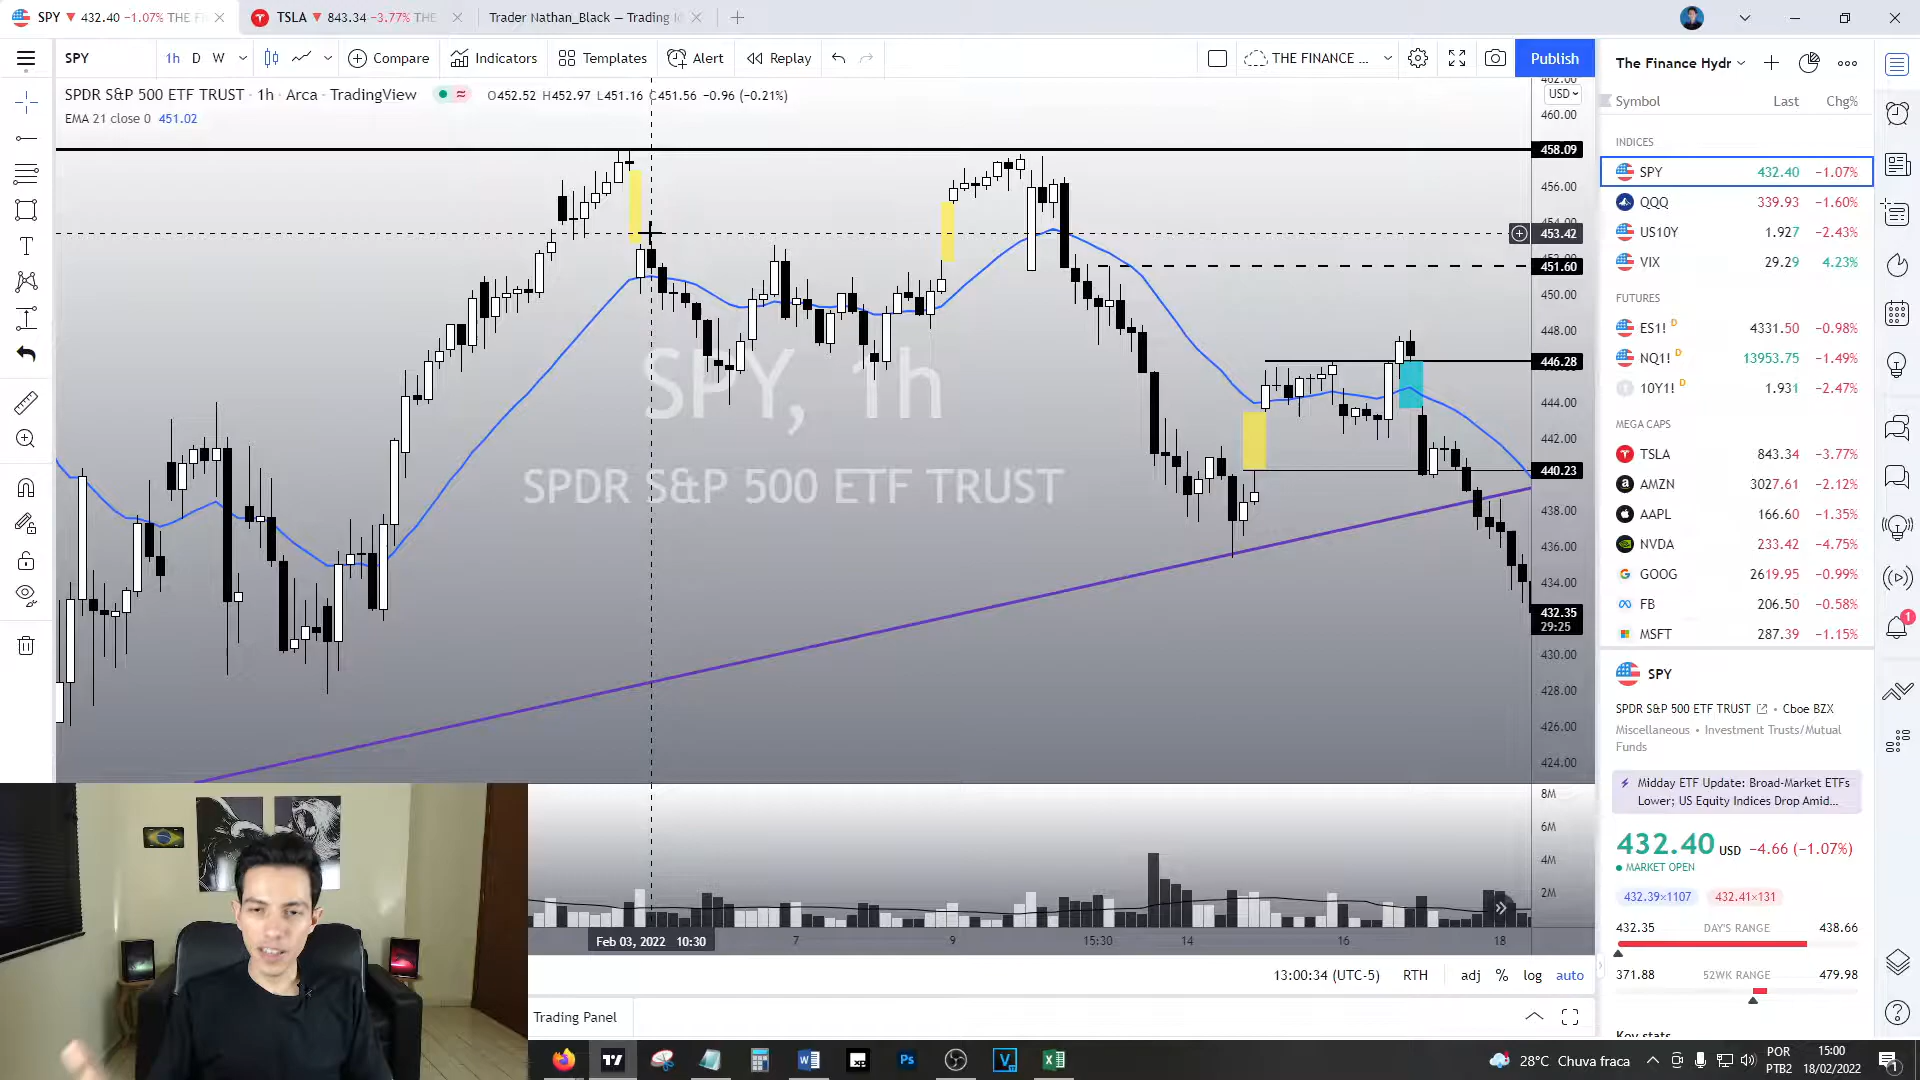 SPY ▼ 432.40 −1.07% THE F
TSLA ▼ 843.34 −3.77% THE
Trader Nathan_Black — Trading I
SPY
1h D W
Compare
Indicators
Templates
Alert
Replay
THE FINANCE ...
Publish
SPDR S&P 500 ETF TRUST · 1h · Arca · TradingView
O452.52 H452.97 L451.16 C451.56 −0.96 (−0.21%)
EMA 21 close 0 451.02
USD
462.00
460.00
458.09
456.00
454.00
453.42
452.00
451.60
450.00
448.00
446.28
444.00
442.00
440.23
438.00
436.00
434.00
432.35
29:25
430.00
428.00
426.00
424.00
SPY, 1h
SPDR S&P 500 ETF TRUST
8M
6M
4M
2M
Feb 03, 2022 10:30
7
9
15:30
14
16
18
13:00:34 (UTC-5)
RTH
adj
%
log
auto
Trading Panel
The Finance Hydr
Symbol Last Chg%
INDICES
SPY 432.40 −1.07%
QQQ 339.93 −1.60%
US10Y 1.927 −2.43%
VIX 29.29 4.23%
FUTURES
ES1! D 4331.50 −0.98%
NQ1! D 13953.75 −1.49%
10Y1! D 1.931 −2.47%
MEGA CAPS
TSLA 843.34 −3.77%
AMZN 3027.61 −2.12%
AAPL 166.60 −1.35%
NVDA 233.42 −4.75%
GOOG 2619.95 −0.99%
FB 206.50 −0.58%
MSFT 287.39 −1.15%
SPY
SPDR S&P 500 ETF TRUST • Cboe BZX
Miscellaneous • Investment Trusts/Mutual
Funds
Midday ETF Update: Broad-Market ETFs
Lower; US Equity Indices Drop Amid...
432.40 USD −4.66 (−1.07%)
MARKET OPEN
432.39×1107
432.41×131
432.35 DAY'S RANGE 438.66
371.88 52WK RANGE 479.98
Key stats
1
28°C Chuva fraca
POR
PTB2
15:00
18/02/2022
1